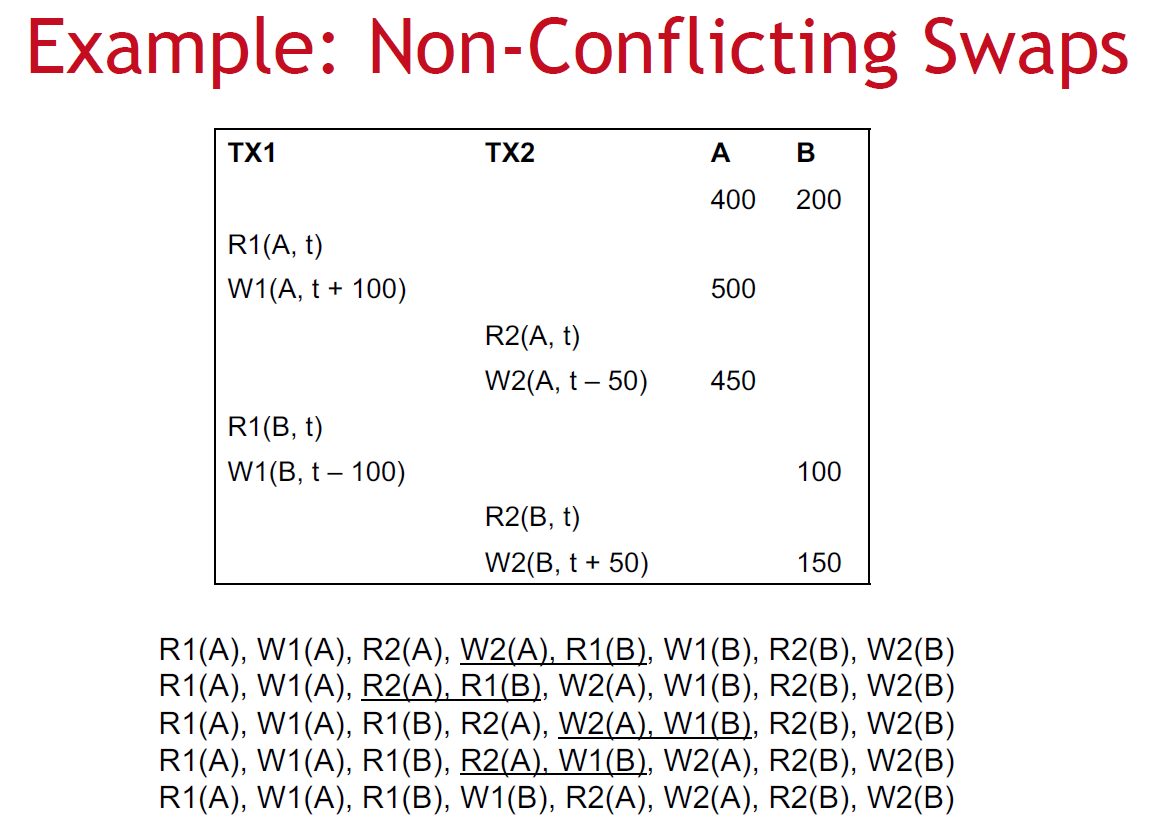 Example: Non-Conflicting Swaps
TX1 TX2 A B
400 200
R1(A, t)
W1(A, t + 100) 500
R2(A, t)
W2(A, t – 50) 450
R1(B, t)
W1(B, t – 100) 100
R2(B, t)
W2(B, t + 50) 150
R1(A), W1(A), R2(A), W2(A), R1(B), W1(B), R2(B), W2(B)
R1(A), W1(A), R2(A), R1(B), W2(A), W1(B), R2(B), W2(B)
R1(A), W1(A), R1(B), R2(A), W2(A), W1(B), R2(B), W2(B)
R1(A), W1(A), R1(B), R2(A), W1(B), W2(A), R2(B), W2(B)
R1(A), W1(A), R1(B), W1(B), R2(A), W2(A), R2(B), W2(B)